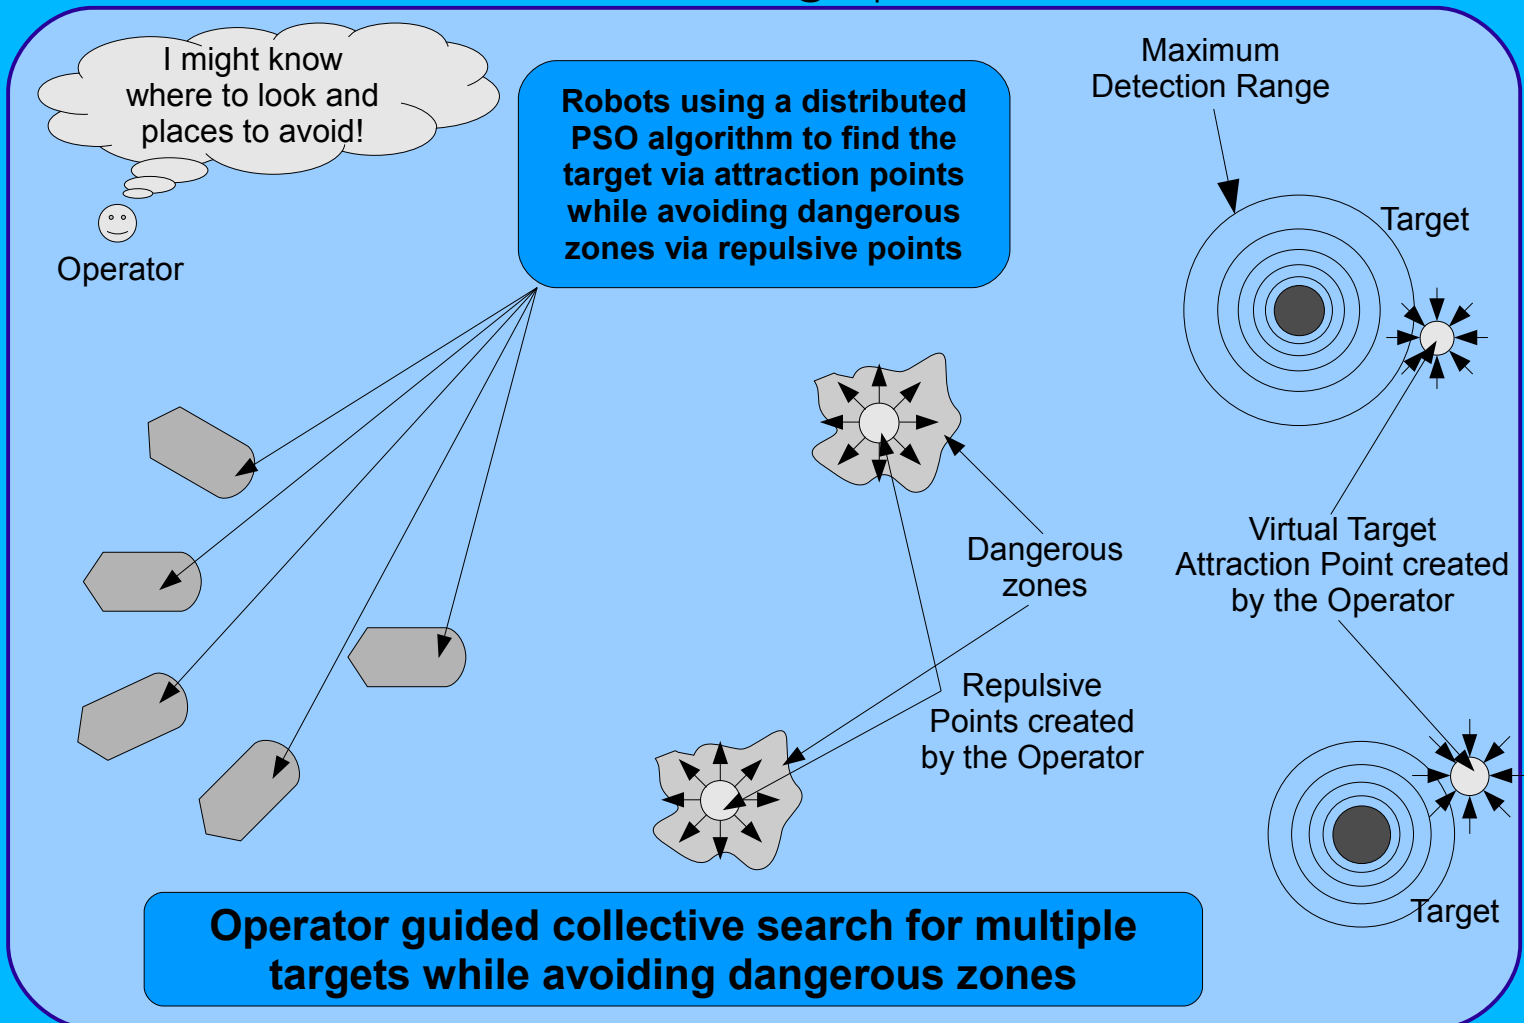 I might know
where to look and
places to avoid!
Operator
Robots using a distributed
PSO algorithm to find the
target via attraction points
while avoiding dangerous
zones via repulsive points
Maximum
Detection Range
Target
Dangerous
zones
Virtual Target
Attraction Point created
by the Operator
Repulsive
Points created
by the Operator
Target
Operator guided collective search for multiple
targets while avoiding dangerous zones